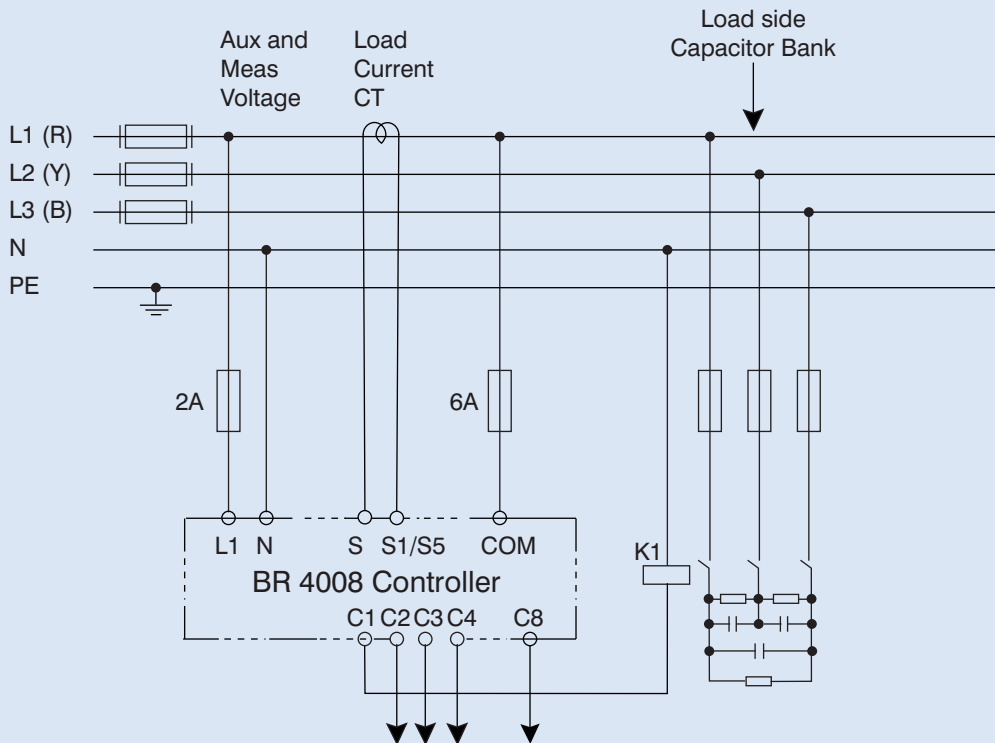 Load side
Capacitor Bank
Aux and
Meas
Voltage
Load
Current
CT
L1 (R)
L2 (Y)
L3 (B)
N
PE
2A
6A
L1 N S S1/S5 COM
K1
BR 4008 Controller
C1 C2 C3 C4 C8